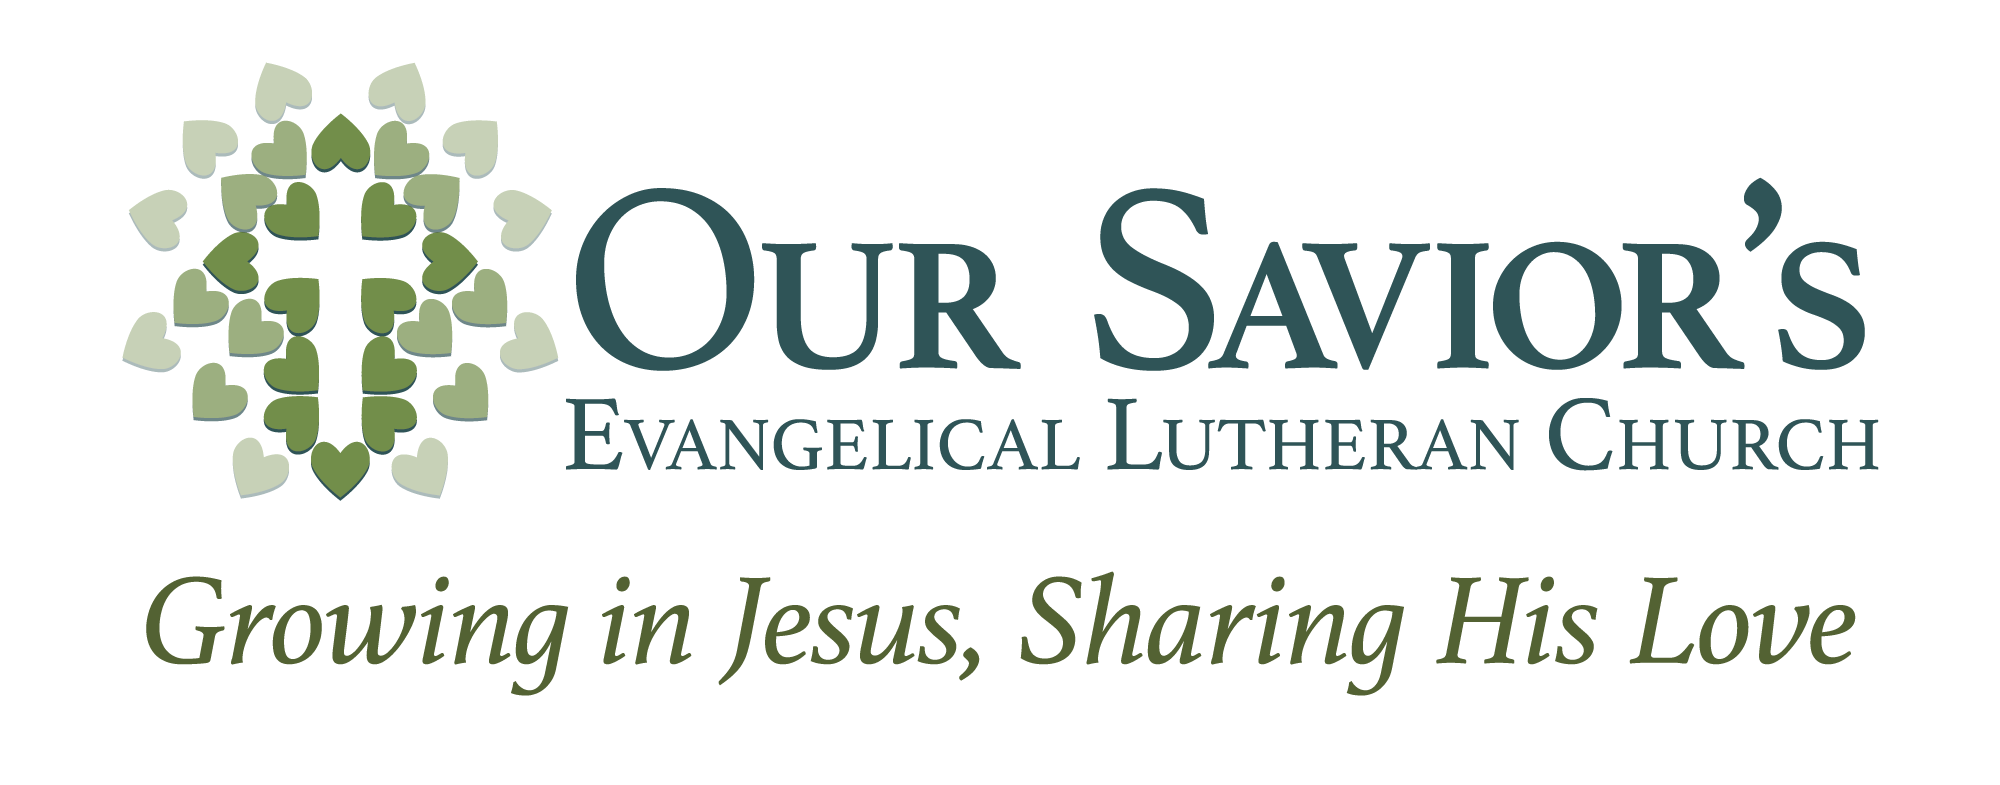 Our Savior’s
Evangelical Lutheran Church
Growing in Jesus, Sharing His Love